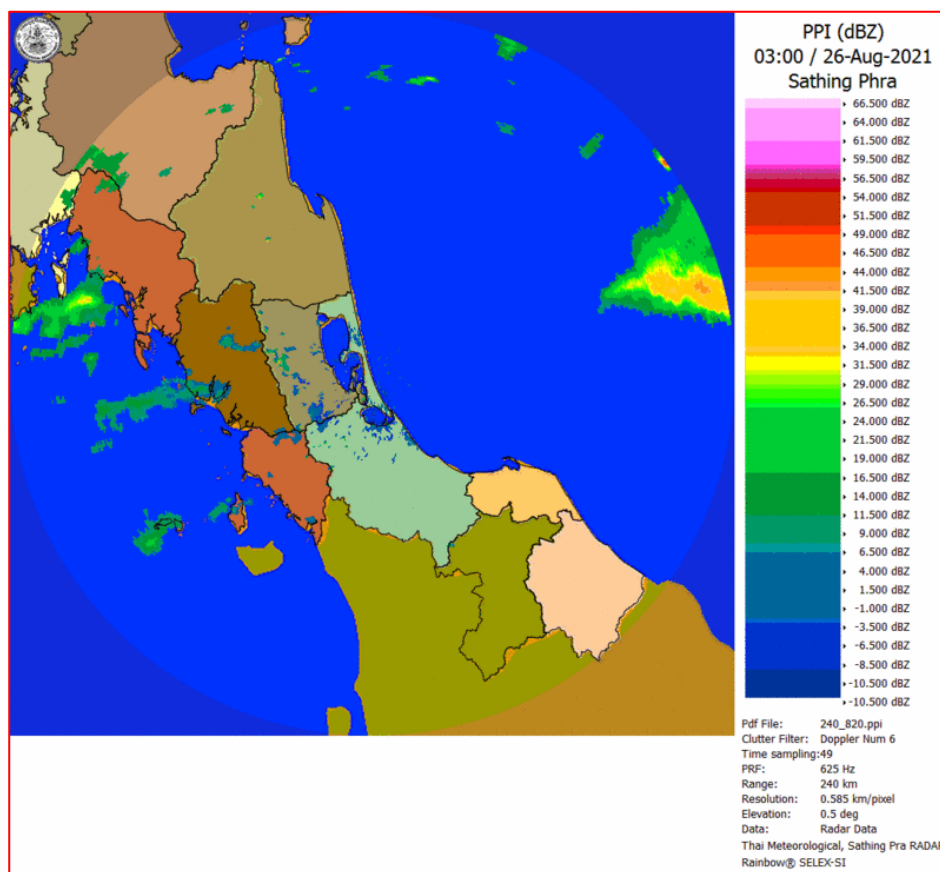 PPI (dBZ)
03:00 / 26-Aug-2021
Sathing Phra
66.500 dBZ
64.000 dBZ
61.500 dBZ
59.500 dBZ
56.500 dBZ
54.000 dBZ
51.500 dBZ
49.000 dBZ
46.500 dBZ
44.000 dBZ
41.500 dBZ
39.000 dBZ
36.500 dBZ
34.000 dBZ
31.500 dBZ
29.000 dBZ
26.500 dBZ
24.000 dBZ
21.500 dBZ
19.000 dBZ
16.500 dBZ
14.000 dBZ
11.500 dBZ
9.000 dBZ
6.500 dBZ
4.000 dBZ
1.500 dBZ
-1.000 dBZ
-3.500 dBZ
-6.500 dBZ
-8.500 dBZ
-10.500 dBZ
-10.500 dBZ
Pdf File: 240_820.ppi
Clutter Filter: Doppler Num 6
Time sampling:49
PRF: 625 Hz
Range: 240 km
Resolution: 0.585 km/pixel
Elevation: 0.5 deg
Data: Radar Data
Thai Meteorological, Sathing Pra RADAR
Rainbow® SELEX-SI